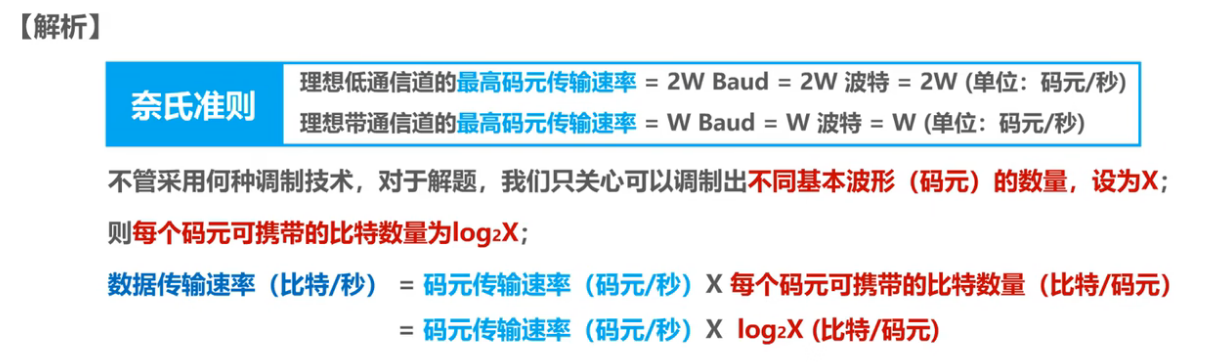 【解析】
奈氏准则
理想低通信道的最高码元传输速率 = 2W Baud = 2W 波特 = 2W (单位：码元/秒)
理想带通信道的最高码元传输速率 = W Baud = W 波特 = W (单位：码元/秒)
不管采用何种调制技术，对于解题，我们只关心可以调制出不同基本波形（码元）的数量，设为X；
则每个码元可携带的比特数量为log₂X；
数据传输速率（比特/秒） = 码元传输速率（码元/秒） X 每个码元可携带的比特数量（比特/码元）
= 码元传输速率（码元/秒） X log₂X (比特/码元)